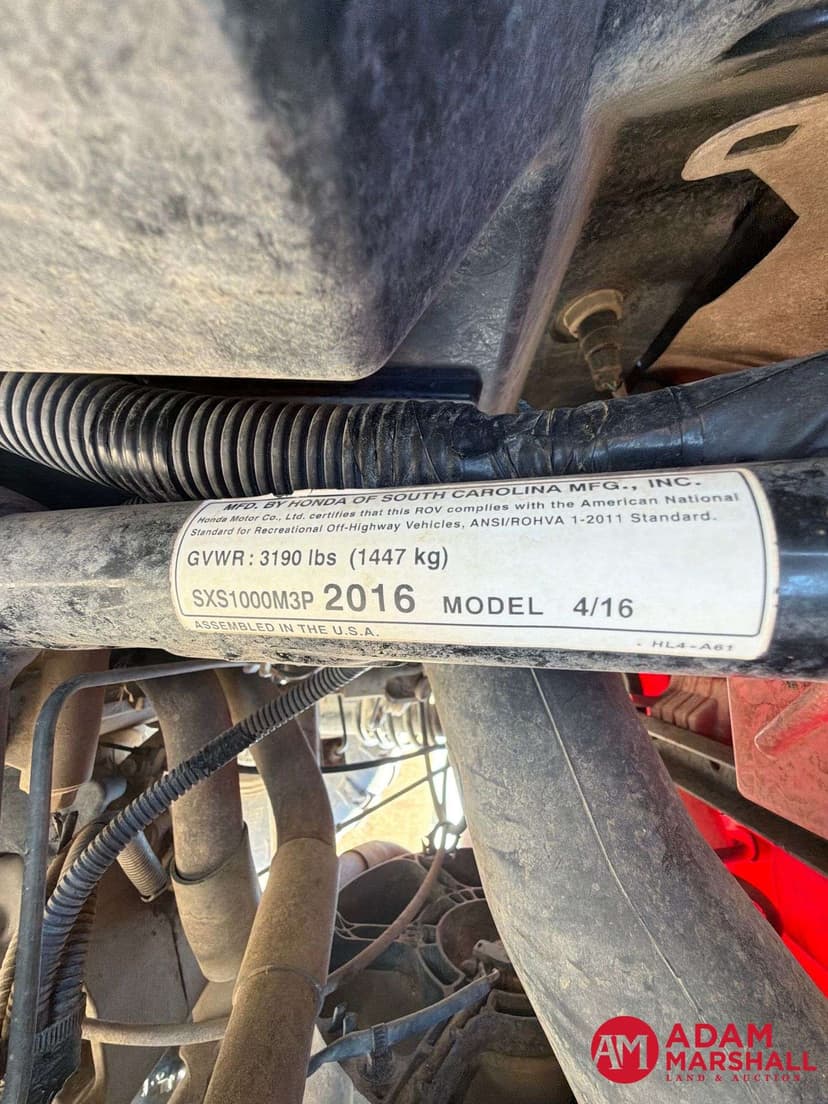 MFD. BY HONDA OF SOUTH CAROLINA MFG., INC.
Honda Motor Co., Ltd. certifies that this ROV complies with the American National
Standard for Recreational Off-Highway Vehicles, ANSI/ROHVA 1-2011 Standard.
GVWR: 3190 lbs (1447 kg)
SXS1000M3P 2016 MODEL 4/16
ASSEMBLED IN THE U.S.A.
HL4-A61
AM ADAM
MARSHALL
LAND & AUCTION